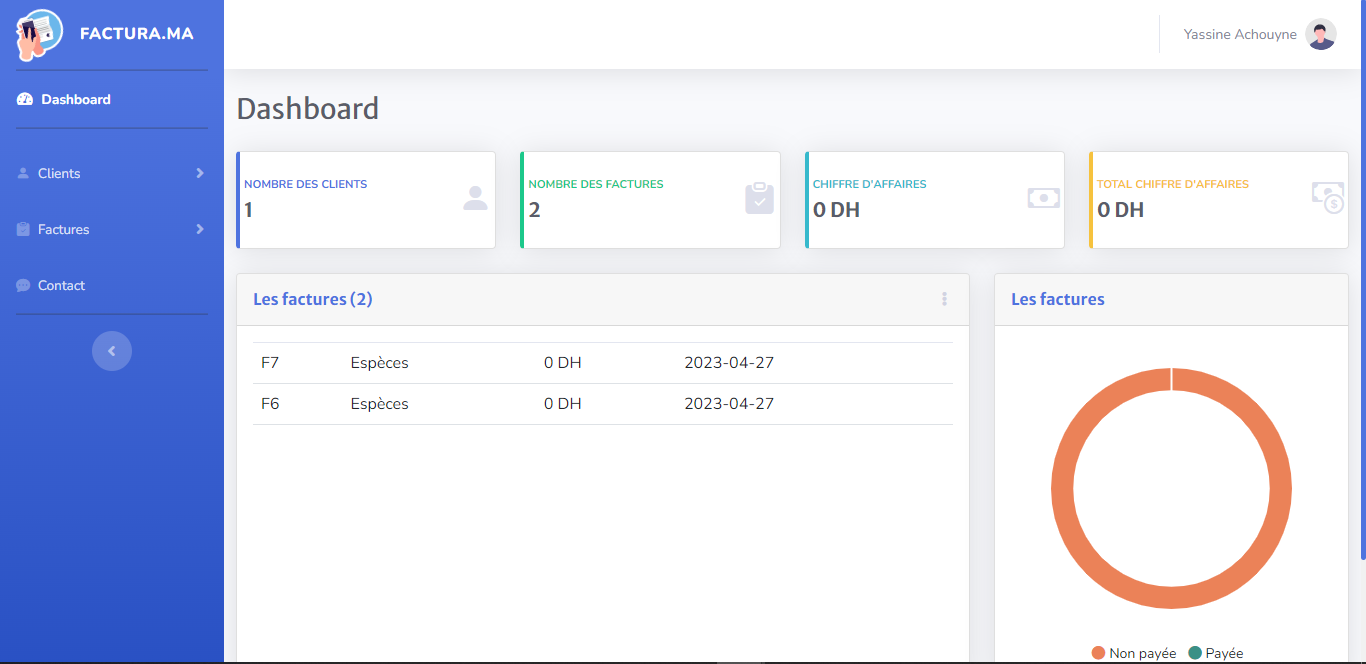 FACTURA.MA
Yassine Achouyne
Dashboard
Clients
Factures
Contact
Dashboard
NOMBRE DES CLIENTS
1
NOMBRE DES FACTURES
2
CHIFFRE D'AFFAIRES
0 DH
TOTAL CHIFFRE D'AFFAIRES
0 DH
Les factures (2)
F7 Espèces 0 DH 2023-04-27
F6 Espèces 0 DH 2023-04-27
Les factures
Non payée Payée